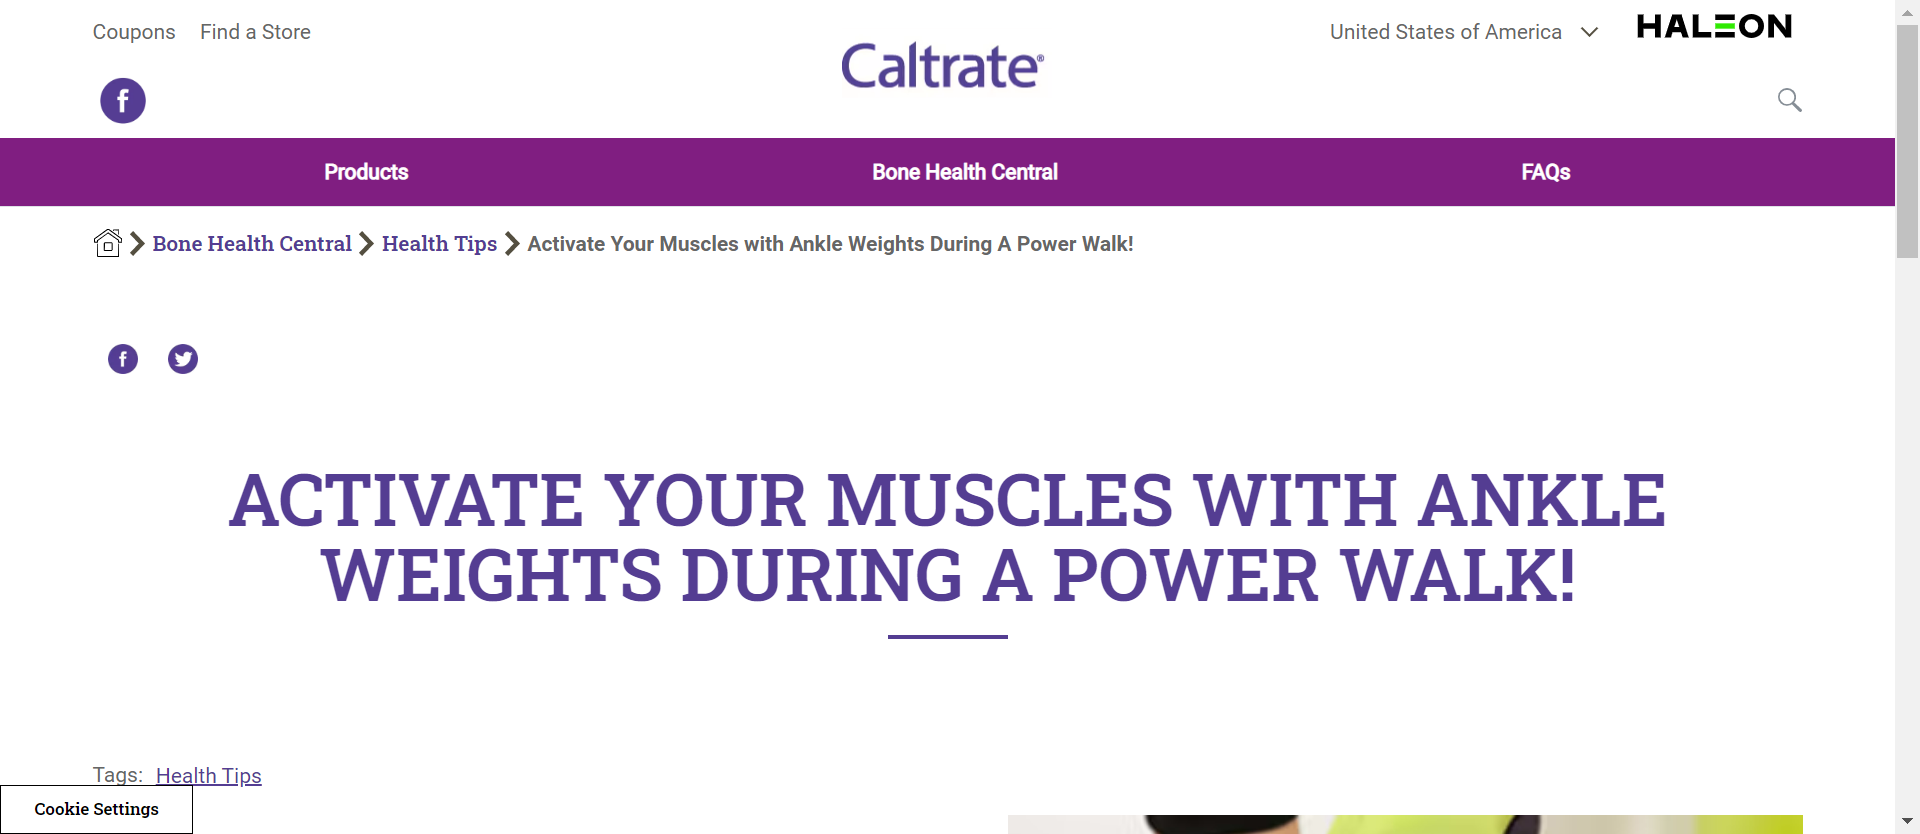 Coupons Find a Store
United States of America
HALEON
Caltrate®
f
Products Bone Health Central FAQs
Bone Health Central Health Tips Activate Your Muscles with Ankle Weights During A Power Walk!
f
ACTIVATE YOUR MUSCLES WITH ANKLE
WEIGHTS DURING A POWER WALK!
Tags: Health Tips
Cookie Settings